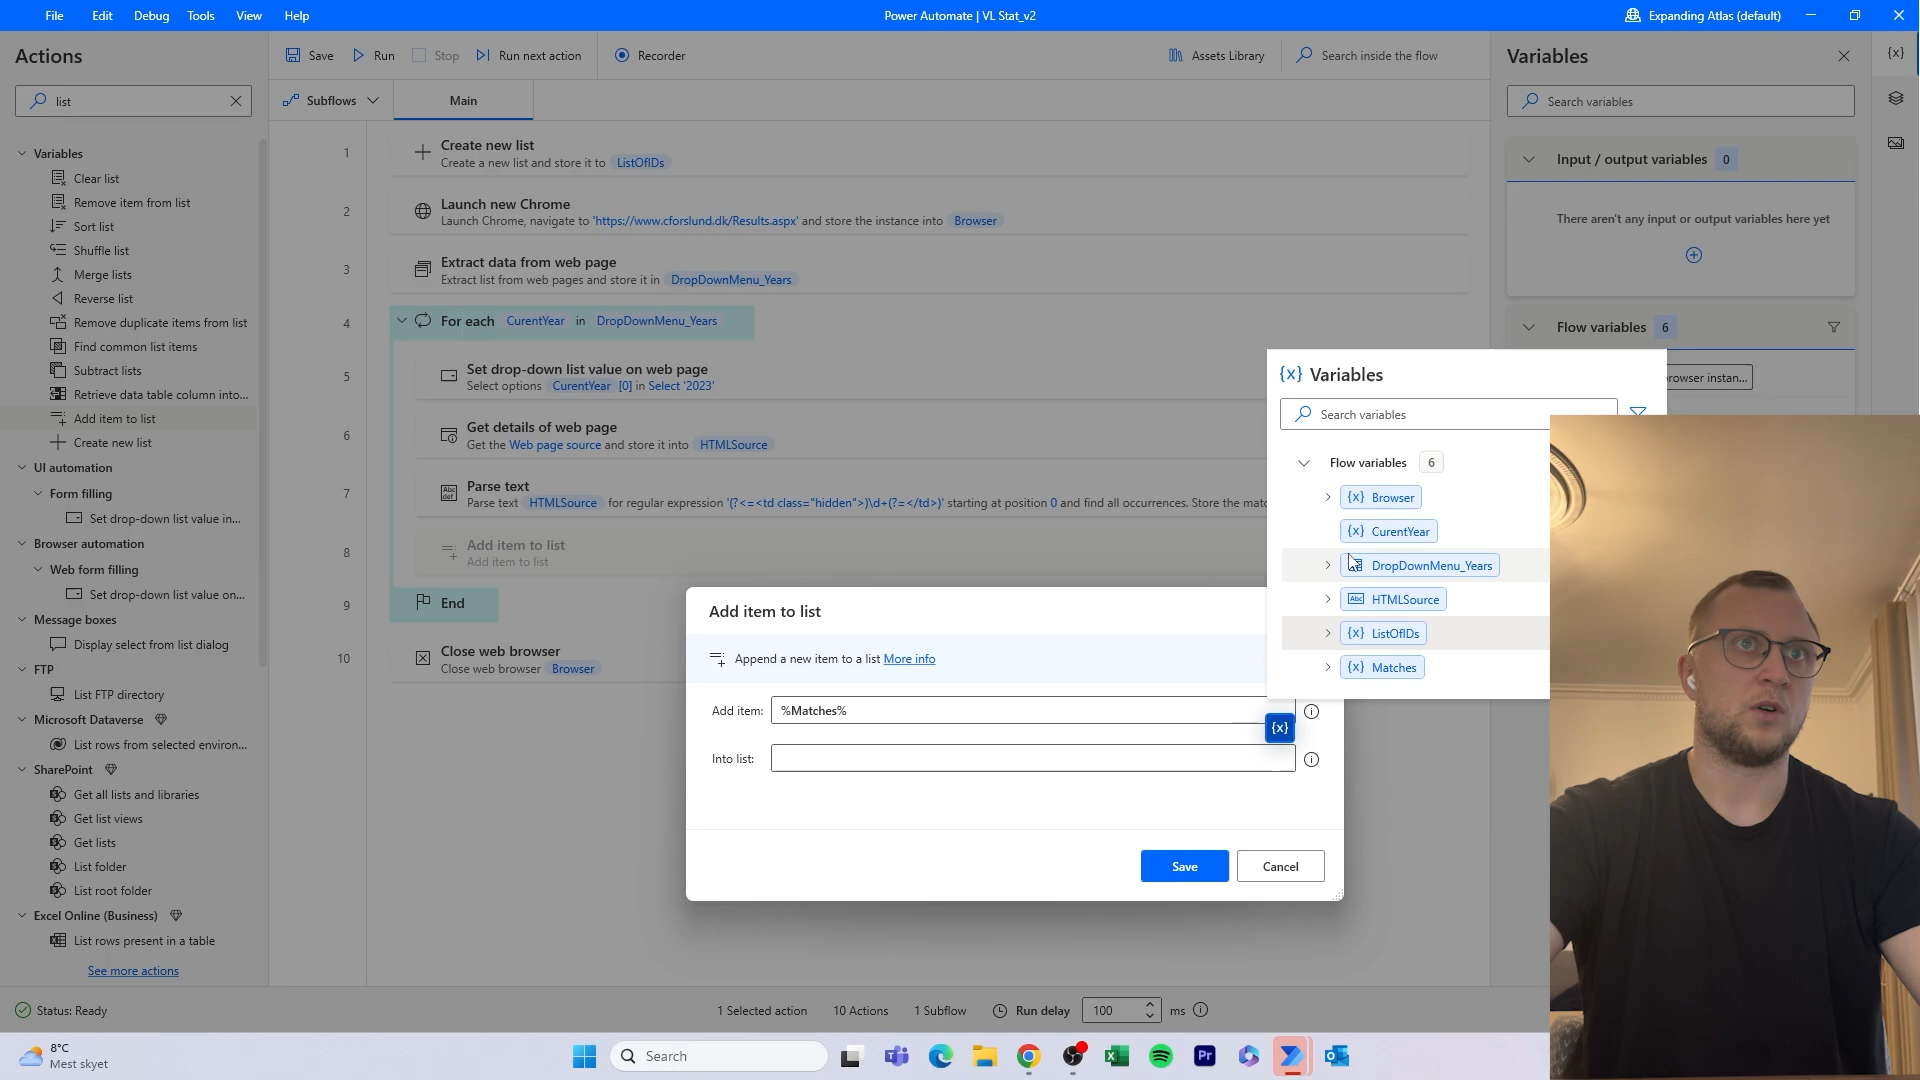 File Edit Debug Tools View Help
Power Automate | VL Stat_v2
Expanding Atlas (default)
Actions
list
Variables
Clear list
Remove item from list
Sort list
Shuffle list
Merge lists
Reverse list
Remove duplicate items from list
Find common list items
Subtract lists
Retrieve data table column into...
Add item to list
Create new list
UI automation
Form filling
Set drop-down list value in...
Browser automation
Web form filling
Set drop-down list value on...
Message boxes
Display select from list dialog
FTP
List FTP directory
Microsoft Dataverse
List rows from selected environ...
SharePoint
Get all lists and libraries
Get list views
Get lists
List folder
List root folder
Excel Online (Business)
List rows present in a table
See more actions
Save Run Stop Run next action Recorder
Assets Library
Search inside the flow
Subflows
Main
1
Create new list
Create a new list and store it to ListOfIDs
2
Launch new Chrome
Launch Chrome, navigate to 'https://www.cforslund.dk/Results.aspx' and store the instance into Browser
3
Extract data from web page
Extract list from web pages and store it in DropDownMenu_Years
4
For each CurentYear in DropDownMenu_Years
5
Set drop-down list value on web page
Select options CurentYear [0] in Select '2023'
6
Get details of web page
Get the Web page source and store it into HTMLSource
7
Parse text
Parse text HTMLSource for regular expression '(?<=<td class="hidden">)\d+(?=</td>)' starting at position 0 and find all occurrences. Store the matc
8
Add item to list
Add item to list
9
End
10
Close web browser
Close web browser Browser
Add item to list
Append a new item to a list More info
Add item: %Matches%
{x}
Into list:
Save
Cancel
Variables
Search variables
Input / output variables 0
There aren't any input or output variables here yet
Flow variables 6
rowser instan...
{x}
{x} Variables
Search variables
Flow variables 6
{x} Browser
{x} CurentYear
DropDownMenu_Years
Abc HTMLSource
{x} ListOfIDs
{x} Matches
Status: Ready
1 Selected action
10 Actions
1 Subflow
Run delay 100 ms
8°C
Mest skyet
Search
Pr